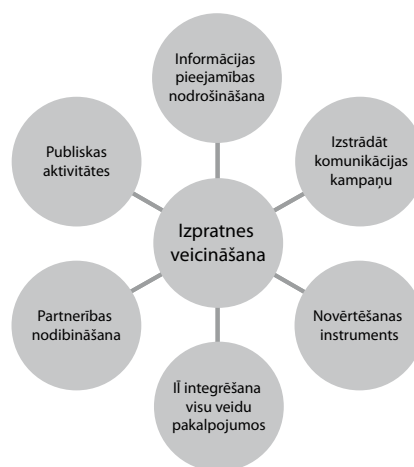 Informācijas
pieejamības
nodrošināšana
Publiskas
aktivitātes
Izstrādāt
komunikācijas
kampaņu
Izpratnes
veicināšana
Partnerības
nodibināšana
Novērtēšanas
instruments
IĪ integrēšana
visu veidu
pakalpojumos